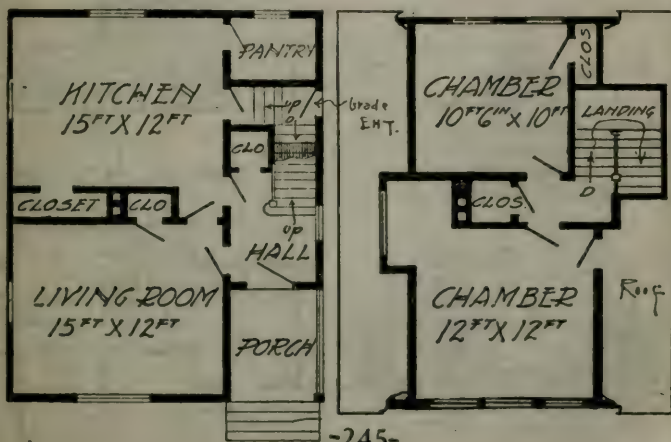 PANTRY
KITCHEN
15FT X 12FT
up
D
Grade
ENT.
CLO
CLOSET
CLO
up
HALL
LIVING ROOM
15FT X 12FT
PORCH
CLOS
CHAMBER
10FT 6IN X 10FT
LANDING
D
CLOS.
CHAMBER
12FT X 12FT
Roof
-245-